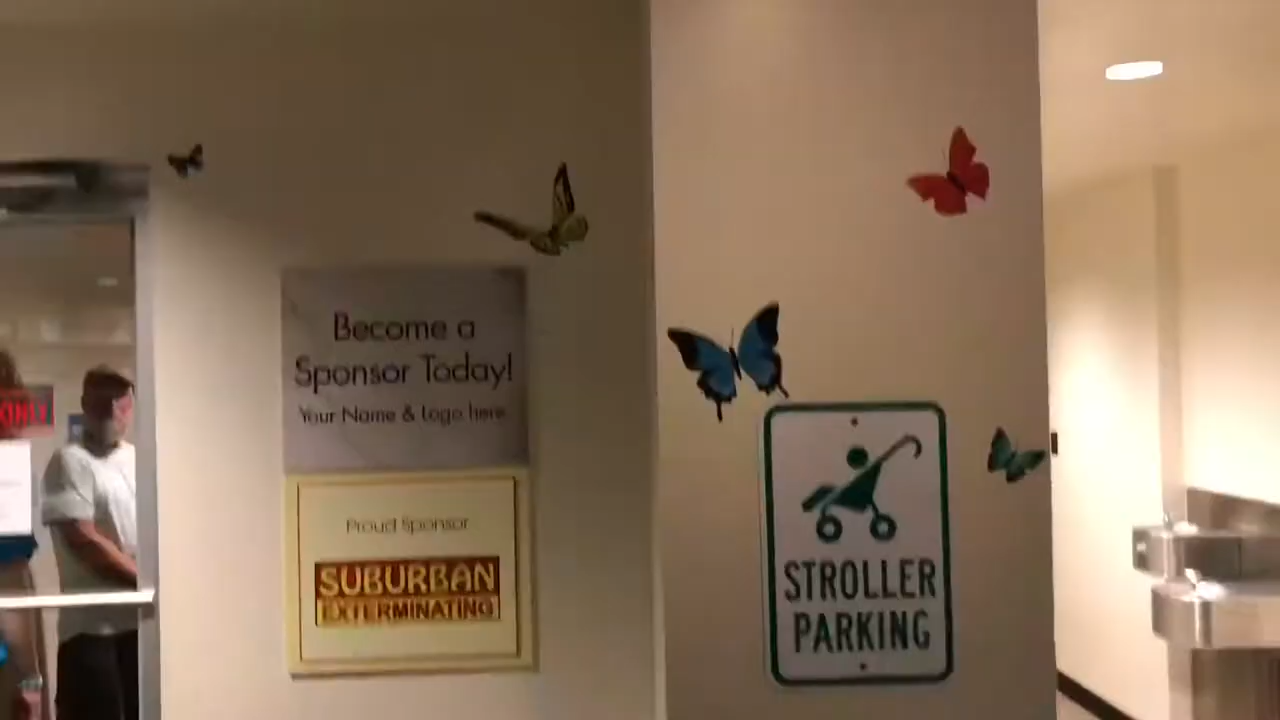 Become a
Sponsor Today!
Your Name & Logo here
Proud Sponsor
SUBURBAN
EXTERMINATING
STROLLER
PARKING